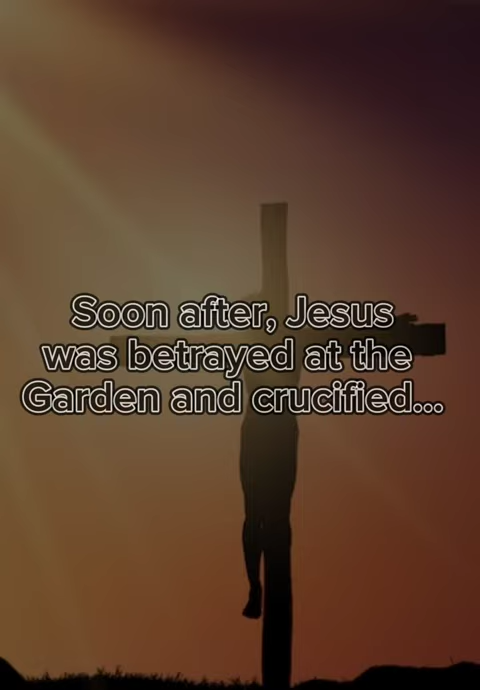 Soon after, Jesus
was betrayed at the
Garden and crucified...